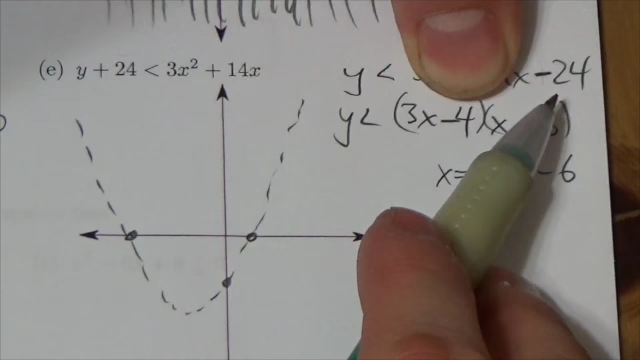 (e) y + 24 < 3x² + 14x
y < x - 24
y < (3x - 4)(x
x = - 6